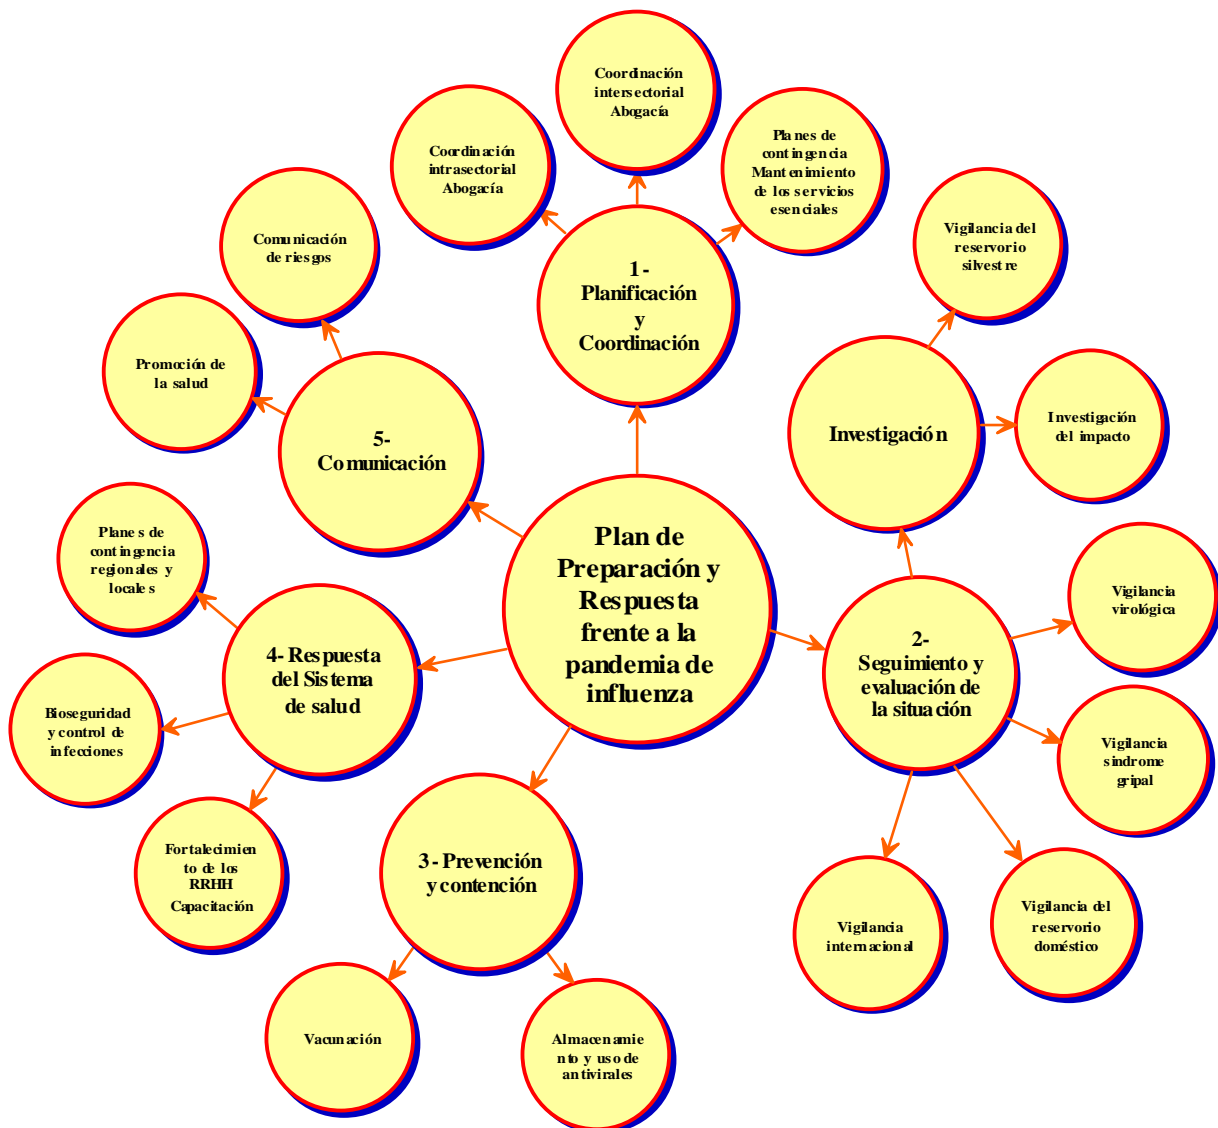 Coordinación
intersectorial
Abogacía
Coordinación
intrasectorial
Abogacía
Planes de
contingencia
Mantenimiento
de los servicios
esenciales
1-
Planificación
y
Coordinación
Comunicación
de riesgos
Promoción de
la salud
5-
Comunicación
Vigilancia del
reservorio
silvestre
Investigación
Investigación
del impacto
Plan de
Preparación y
Respuesta
frente a la
pandemia de
influenza
Planes de
contingencia
regionales y
locales
4- Respuesta
del Sistema
de salud
Bioseguridad
y control de
infecciones
Fortalecimien
to de los
RRHH
Capacitación
2-
Seguimiento y
evaluación de
la situación
Vigilancia
virológica
Vigilancia
síndrome
gripal
Vigilancia del
reservorio
doméstico
Vigilancia
internacional
3- Prevención
y contención
Vacunación
Almacenamie
nto y uso de
antivirales